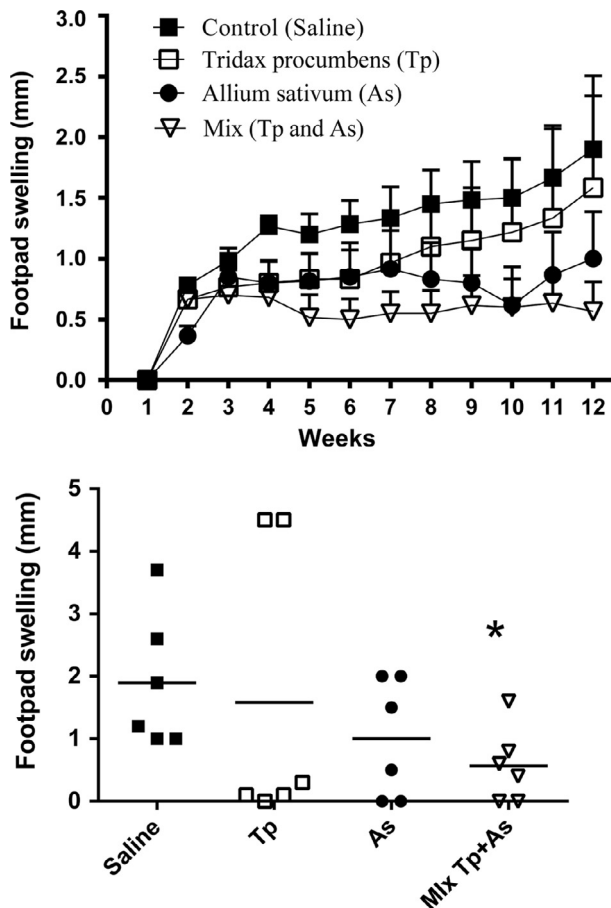 Control (Saline)
Tridax procumbens (Tp)
Allium sativum (As)
Mix (Tp and As)
Footpad swelling (mm)
3.0
2.5
2.0
1.5
1.0
0.5
0.0
0 1 2 3 4 5 6 7 8 9 10 11 12
Weeks
Footpad swelling (mm)
5
4
3
2
1
0
*
Saline
Tp
As
MIx Tp+As